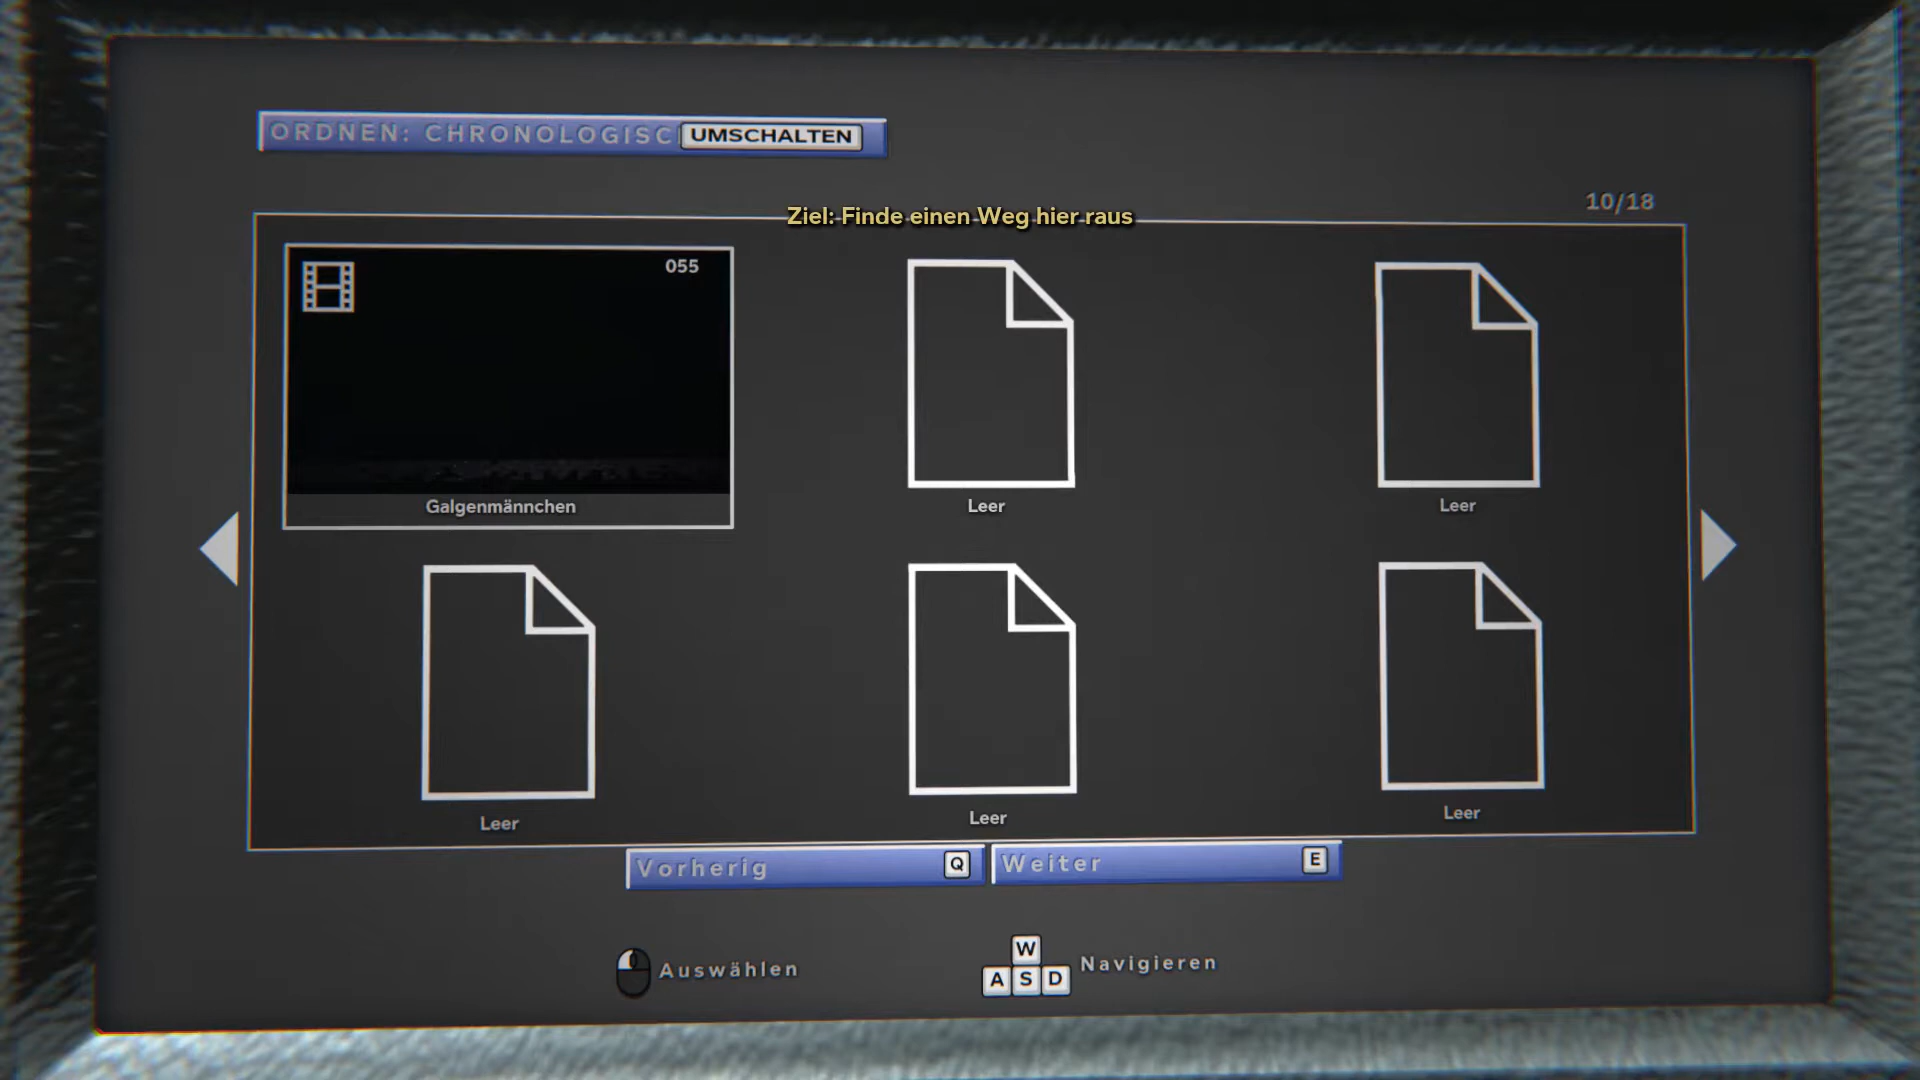 ORDNEN: CHRONOLOGISC UMSCHALTEN
10/18
Ziel: Finde einen Weg hier raus
055
Galgenmännchen
Leer
Leer
Leer
Leer
Leer
Vorherig Q
Weiter E
Auswählen
W
A S D
Navigieren